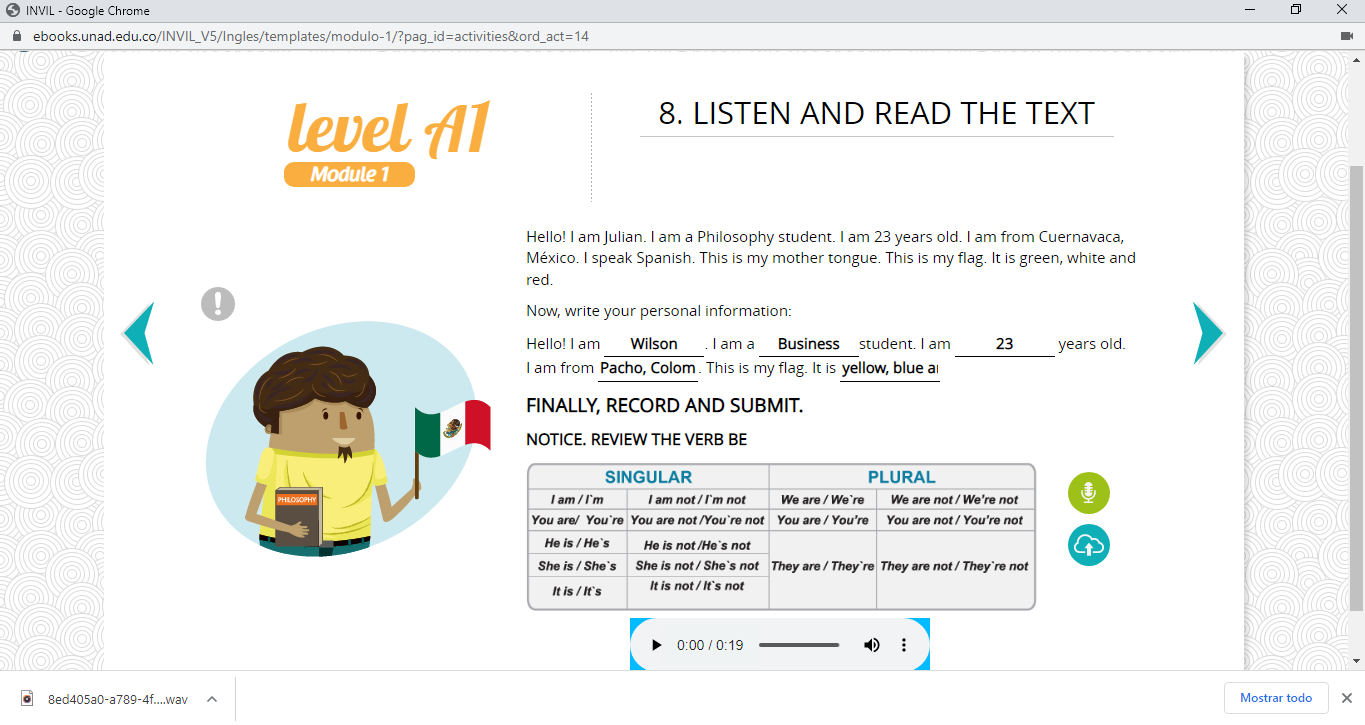 INVIL - Google Chrome
ebooks.unad.edu.co/INVIL_V5/Ingles/templates/modulo-1/?pag_id=activities&ord_act=14
level A1
Module 1
8. LISTEN AND READ THE TEXT
Hello! I am Julian. I am a Philosophy student. I am 23 years old. I am from Cuernavaca,
México. I speak Spanish. This is my mother tongue. This is my flag. It is green, white and
red.
Now, write your personal information:
Hello! I am Wilson . I am a Business student. I am 23 years old.
I am from Pacho, Colom . This is my flag. It is yellow, blue a
FINALLY, RECORD AND SUBMIT.
NOTICE. REVIEW THE VERB BE
SINGULAR PLURAL
I am / I`m I am not / I`m not We are / We`re We are not / We're not
You are/ You`re You are not /You`re not You are / You're You are not / You're not
He is / He`s He is not /He`s not
She is / She`s She is not / She`s not They are / They`re They are not / They`re not
It is / It`s It is not / It`s not
PHILOSOPHY
0:00 / 0:19
8ed405a0-a789-4f....wav
Mostrar todo